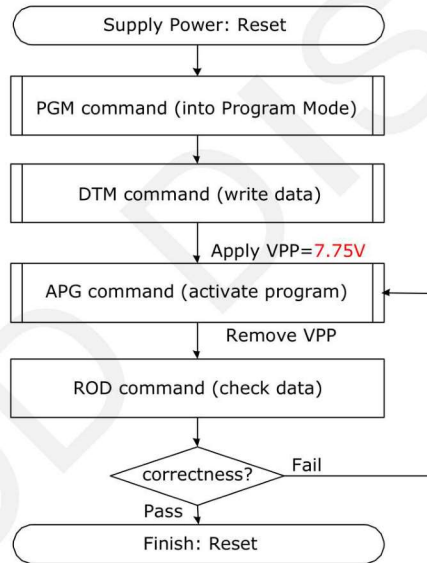 Supply Power: Reset
PGM command (into Program Mode)
DTM command (write data)
Apply VPP=7.75V
APG command (activate program)
Remove VPP
ROD command (check data)
correctness?
Fail
Pass
Finish: Reset